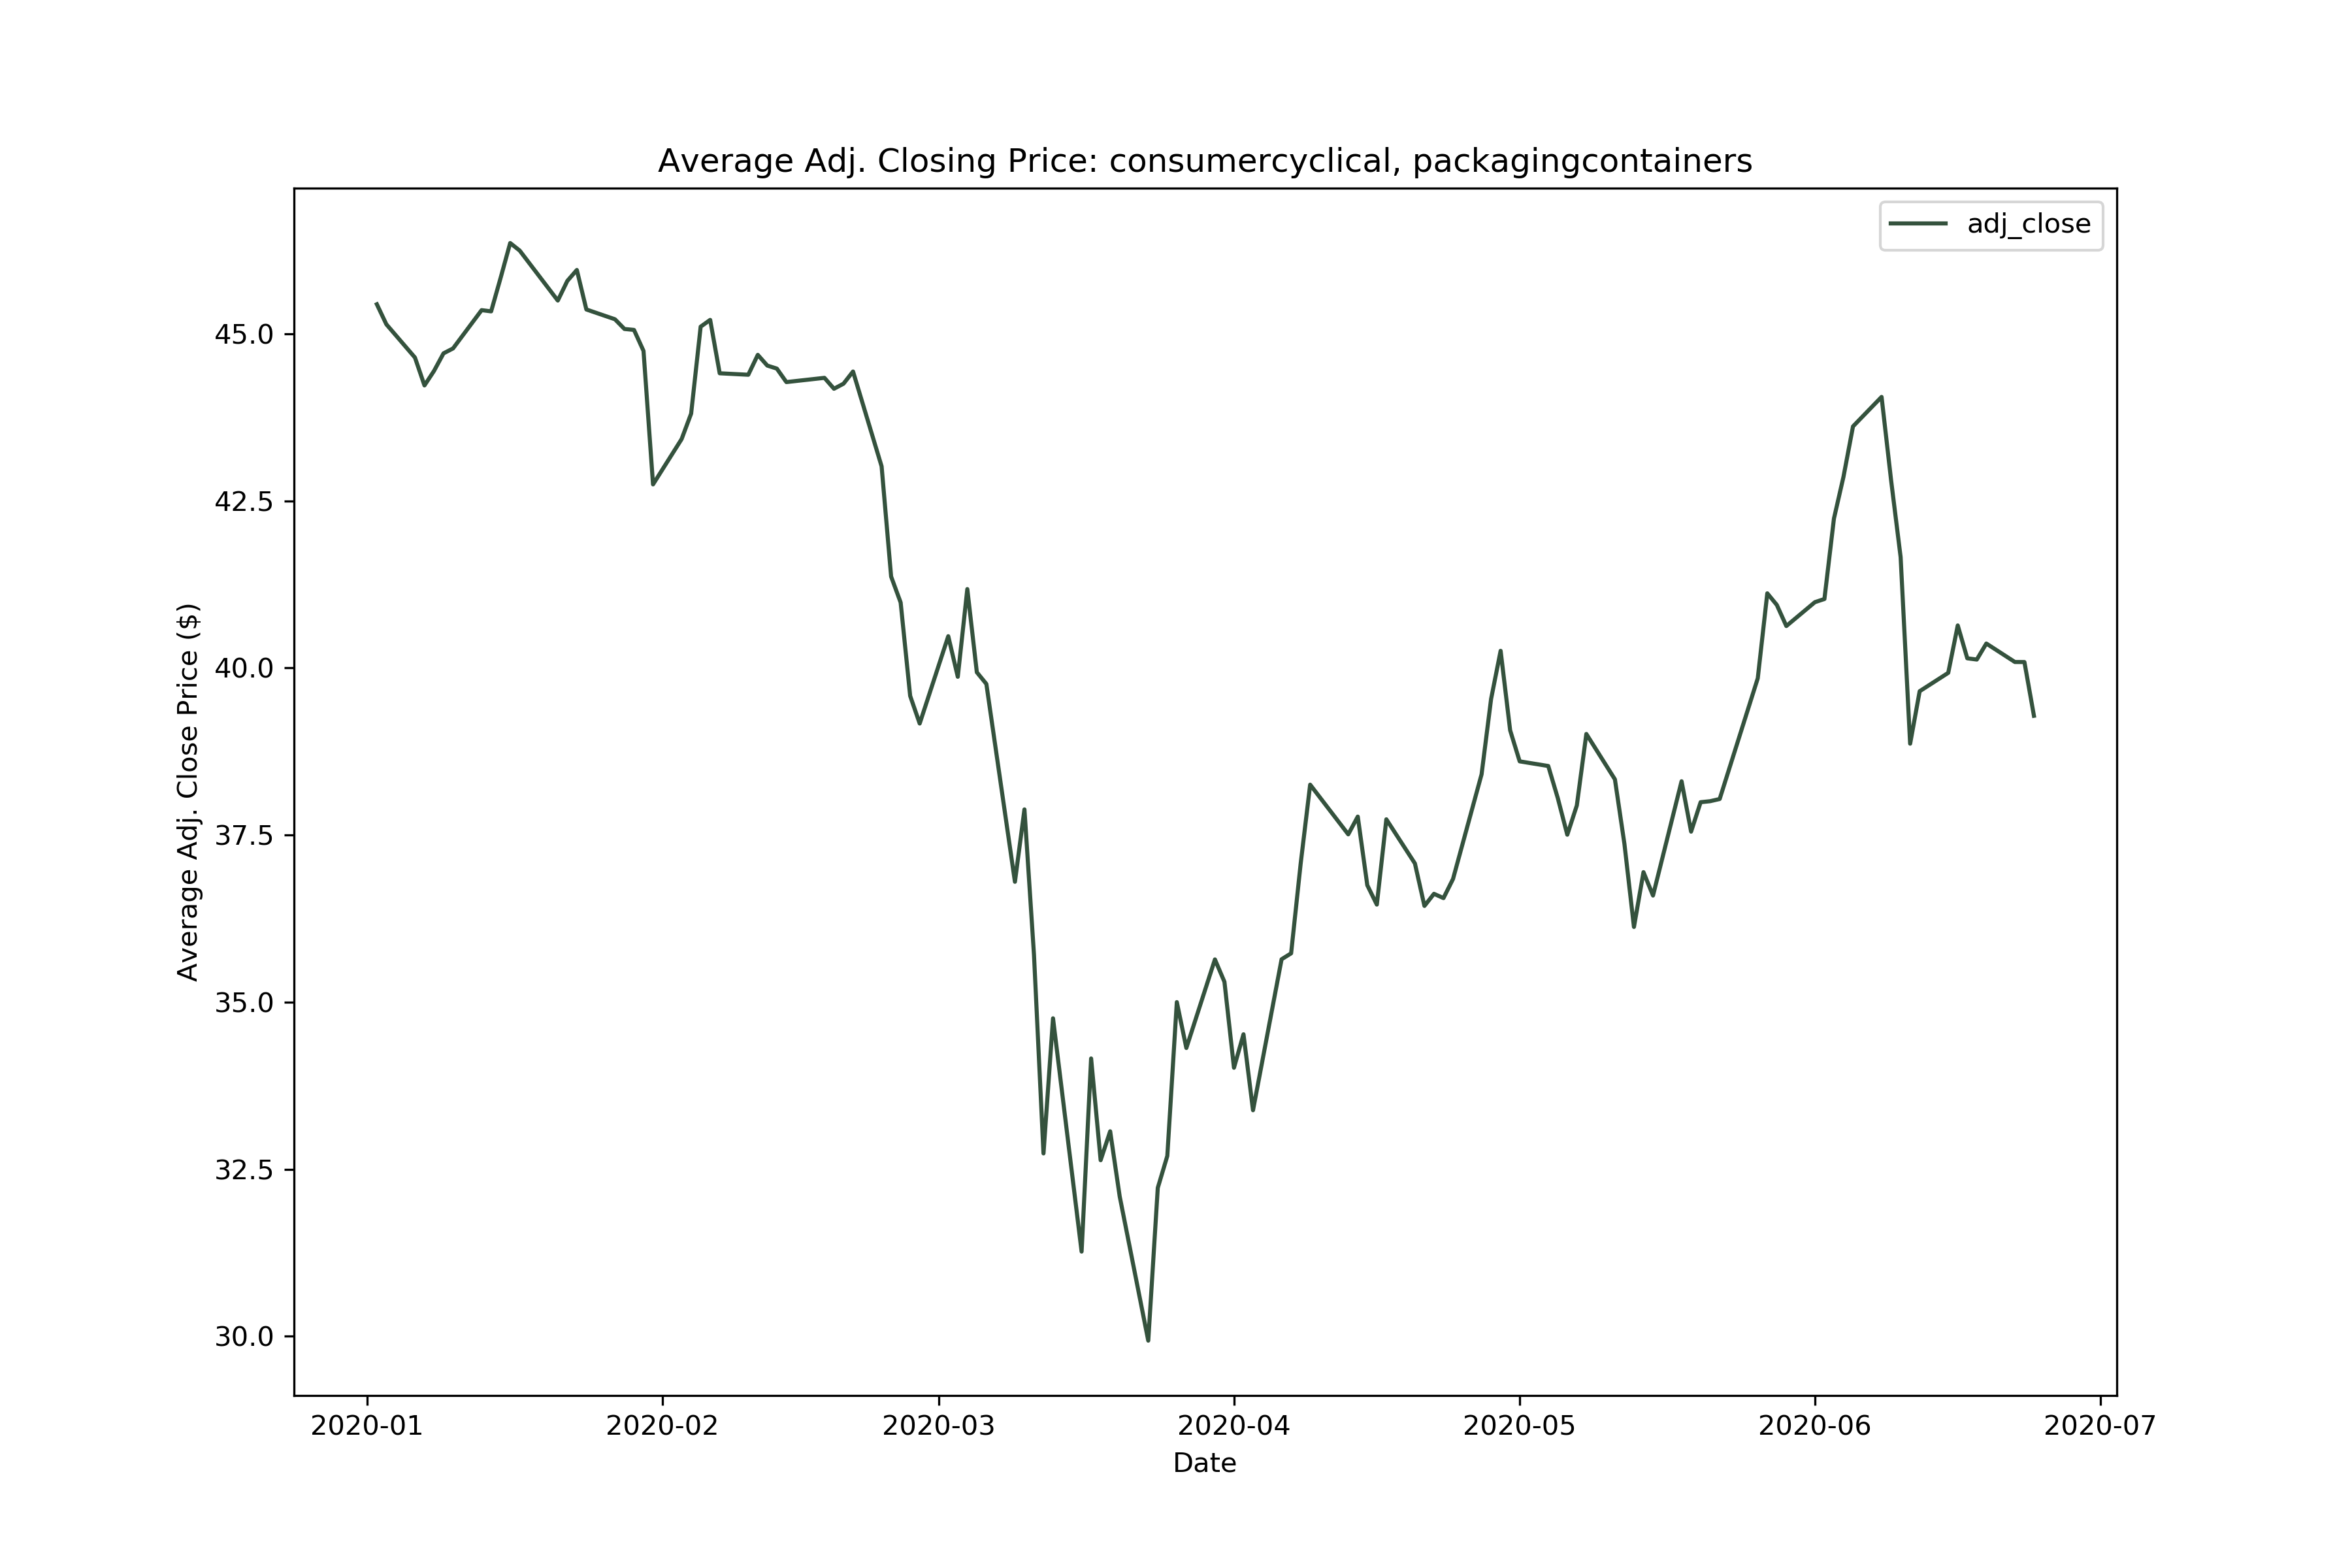 Average Adj. Closing Price: consumercyclical, packagingcontainers
adj_close
Average Adj. Close Price ($)
45.0
42.5
40.0
37.5
35.0
32.5
30.0
2020-01 2020-02 2020-03 2020-04 2020-05 2020-06 2020-07
Date